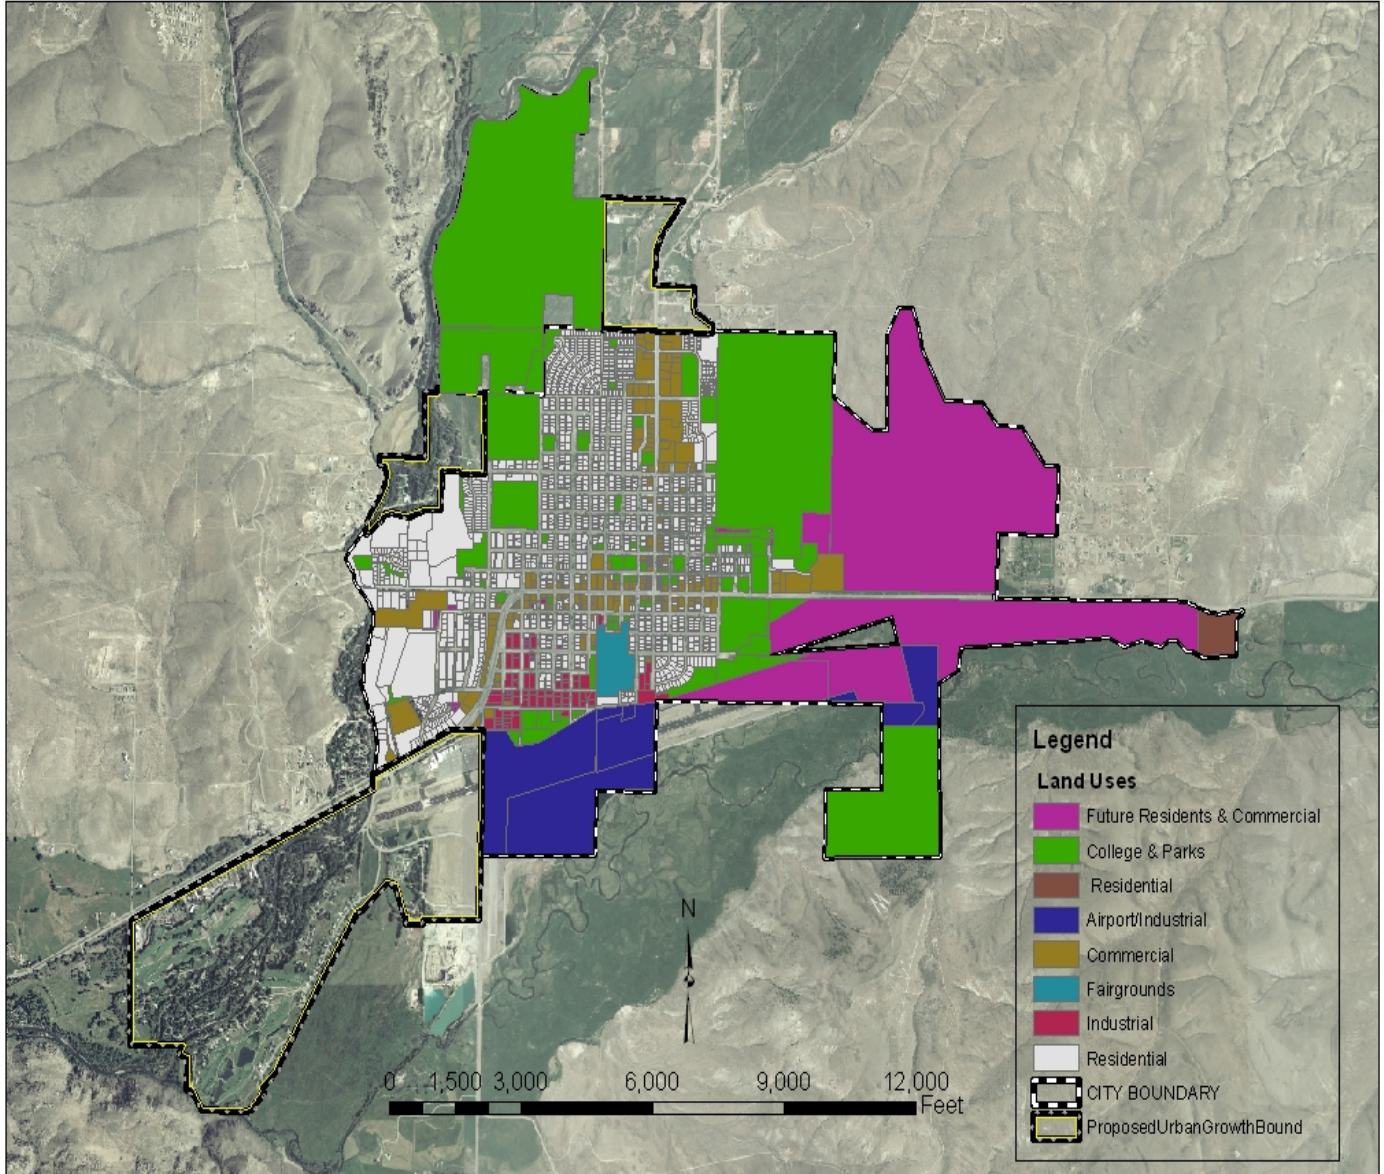 Legend
Land Uses
Future Residents & Commercial
College & Parks
Residential
Airport/Industrial
Commercial
Fairgrounds
Industrial
Residential
CITY BOUNDARY
ProposedUrbanGrowthBound
N
0 1,500 3,000 6,000 9,000 12,000
Feet